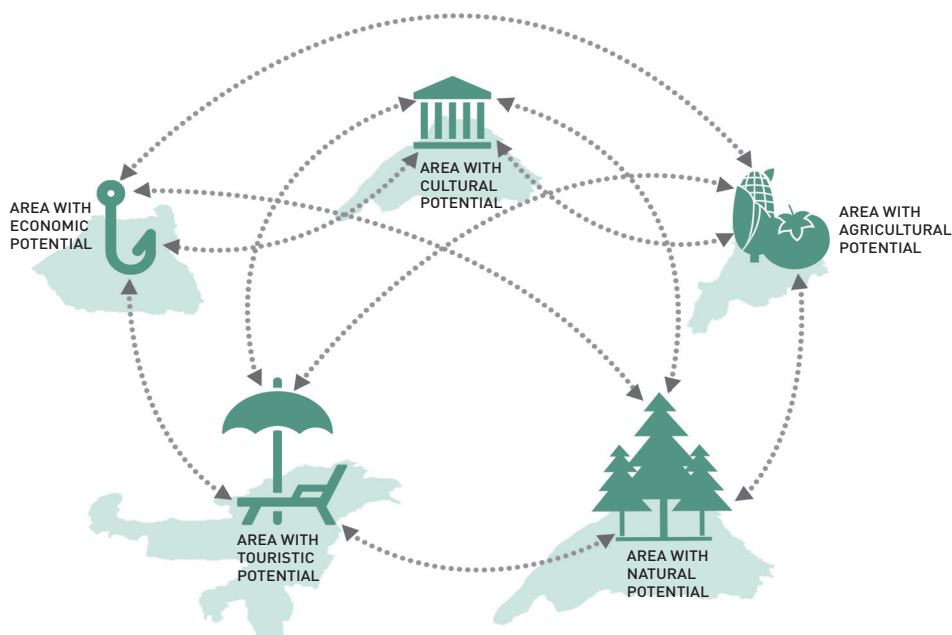 AREA WITH
CULTURAL
POTENTIAL
AREA WITH
ECONOMIC
POTENTIAL
AREA WITH
AGRICULTURAL
POTENTIAL
AREA WITH
TOURISTIC
POTENTIAL
AREA WITH
NATURAL
POTENTIAL